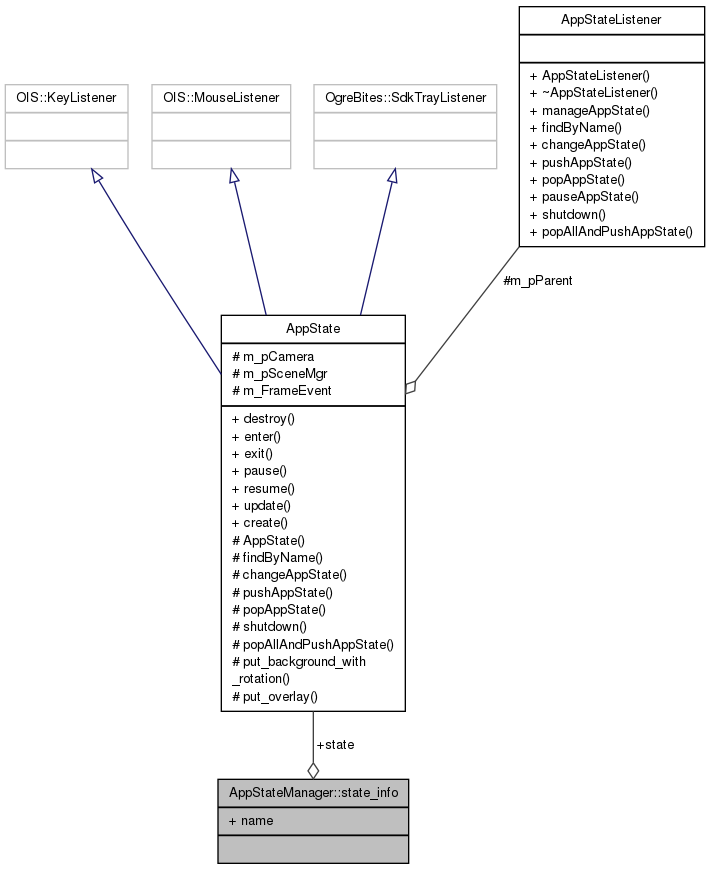 AppStateListener
+ AppStateListener()
+ ~AppStateListener()
+ manageAppState()
+ findByName()
+ changeAppState()
+ pushAppState()
+ popAppState()
+ pauseAppState()
+ shutdown()
+ popAllAndPushAppState()
OIS::KeyListener
OIS::MouseListener
OgreBites::SdkTrayListener
#m_pParent
AppState
# m_pCamera
# m_pSceneMgr
# m_FrameEvent
+ destroy()
+ enter()
+ exit()
+ pause()
+ resume()
+ update()
+ create()
# AppState()
# findByName()
# changeAppState()
# pushAppState()
# popAppState()
# shutdown()
# popAllAndPushAppState()
# put_background_with
_rotation()
# put_overlay()
+state
AppStateManager::state_info
+ name